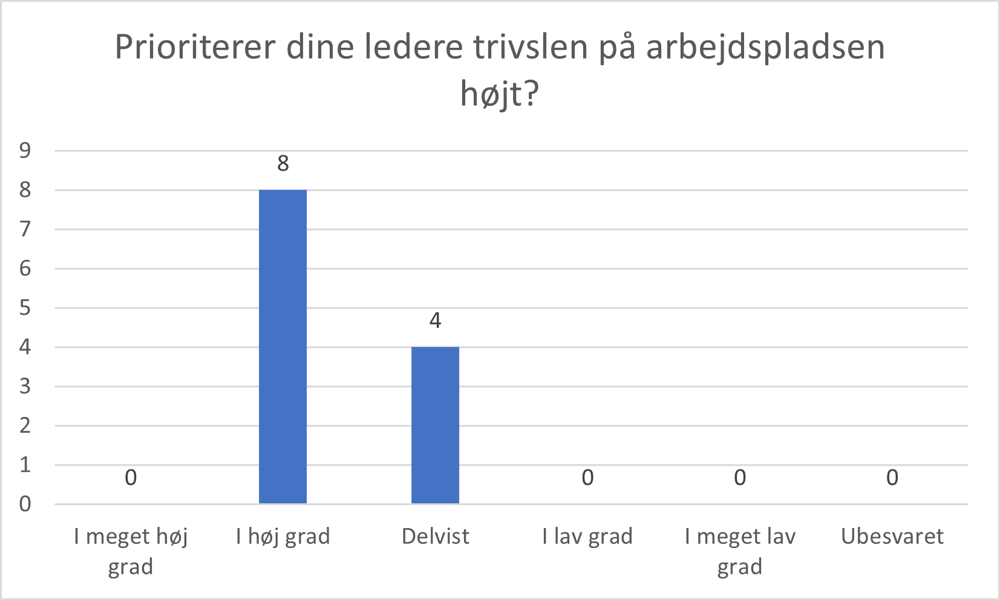 Prioriterer dine ledere trivslen på arbejdspladsen
højt?
9
8
7
6
5
4
3
2
1
0
0
8
4
0
0
0
I meget høj
grad
I høj grad
Delvist
I lav grad
I meget lav
grad
Ubesvaret